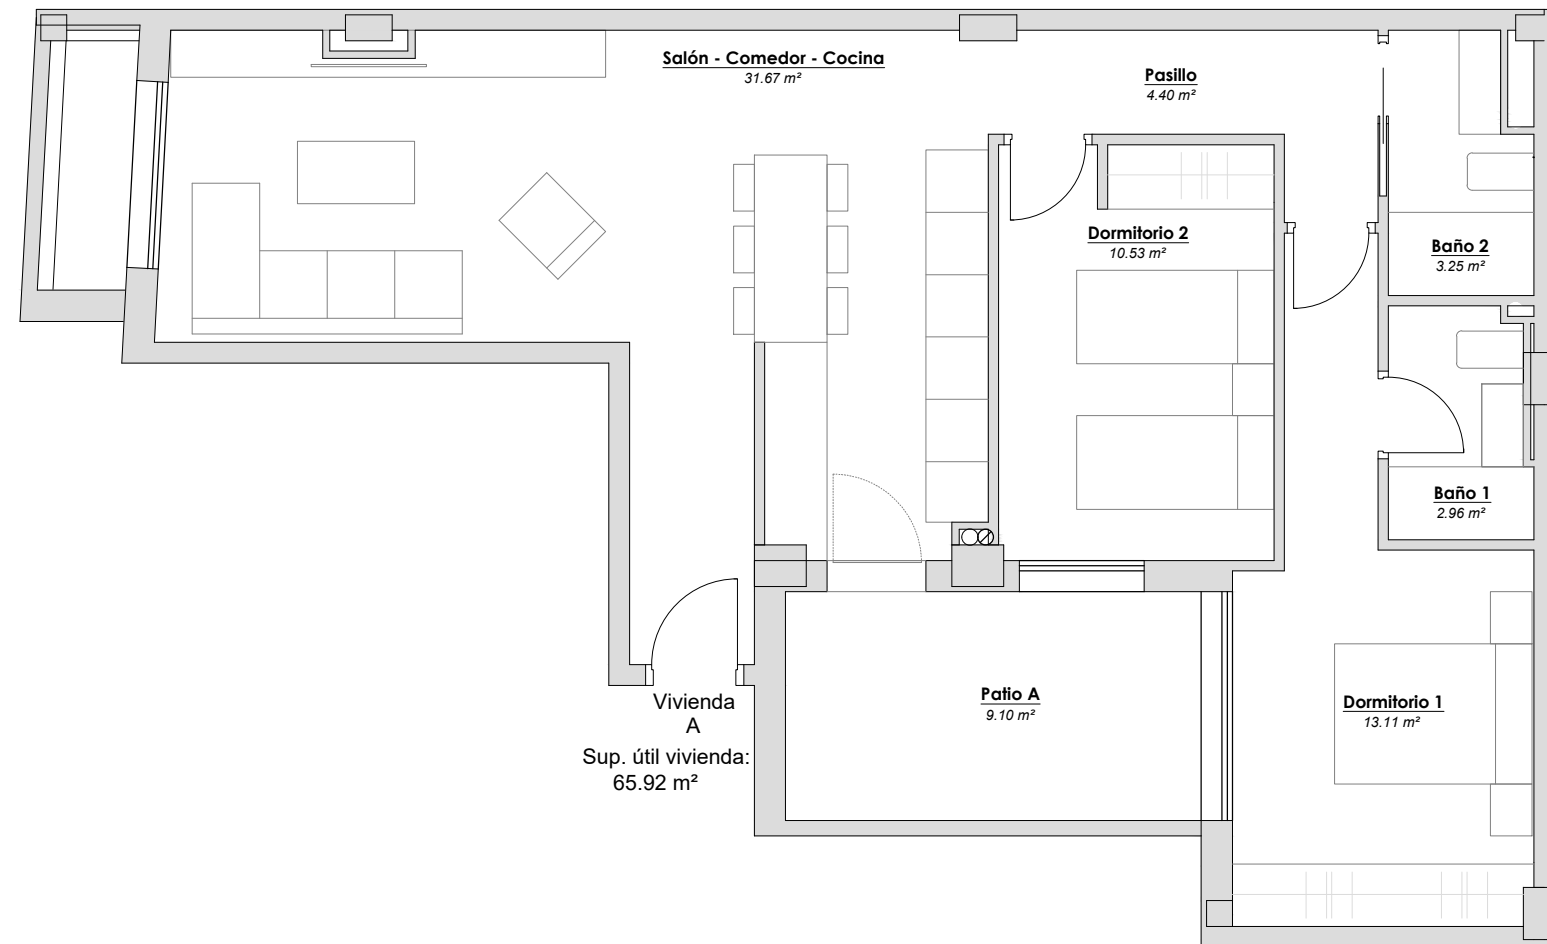 Salón - Comedor - Cocina
31.67 m²
Pasillo
4.40 m²
Dormitorio 2
10.53 m²
Baño 2
3.25 m²
Baño 1
2.96 m²
Patio A
9.10 m²
Dormitorio 1
13.11 m²
Vivienda
A
Sup. útil vivienda:
65.92 m²